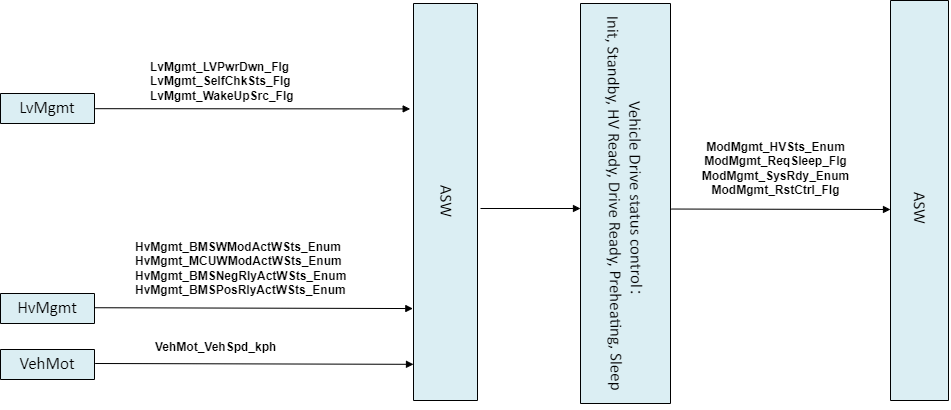 LvMgmt_LVPwrDwn_Flg
LvMgmt_SelfChkSts_Flg
LvMgmt_WakeUpSrc_Flg
LvMgmt
HvMgmt_BMSWModActWSts_Enum
HvMgmt_MCUWModActWSts_Enum
HvMgmt_BMSNegRlyActWSts_Enum
HvMgmt_BMSPosRlyActWSts_Enum
HvMgmt
VehMot_VehSpd_kph
VehMot
ASW
Vehicle Drive status control：
Init, Standby, HV Ready, Drive Ready, Preheating, Sleep
ModMgmt_HVSts_Enum
ModMgmt_ReqSleep_Flg
ModMgmt_SysRdy_Enum
ModMgmt_RstCtrl_Flg
ASW